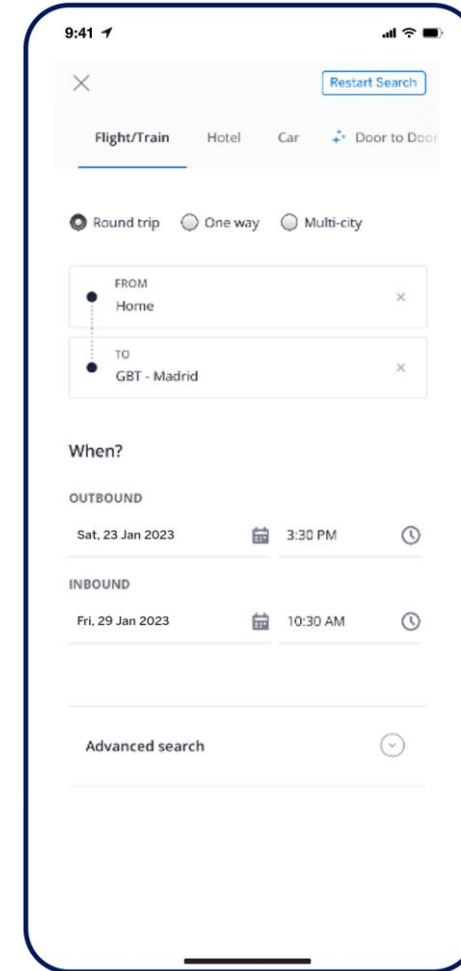 9:41
Restart Search
Flight/Train Hotel Car Door to Door
Round trip One way Multi-city
FROM
Home
TO
GBT - Madrid
When?
OUTBOUND
Sat, 23 Jan 2023 3:30 PM
INBOUND
Fri, 29 Jan 2023 10:30 AM
Advanced search